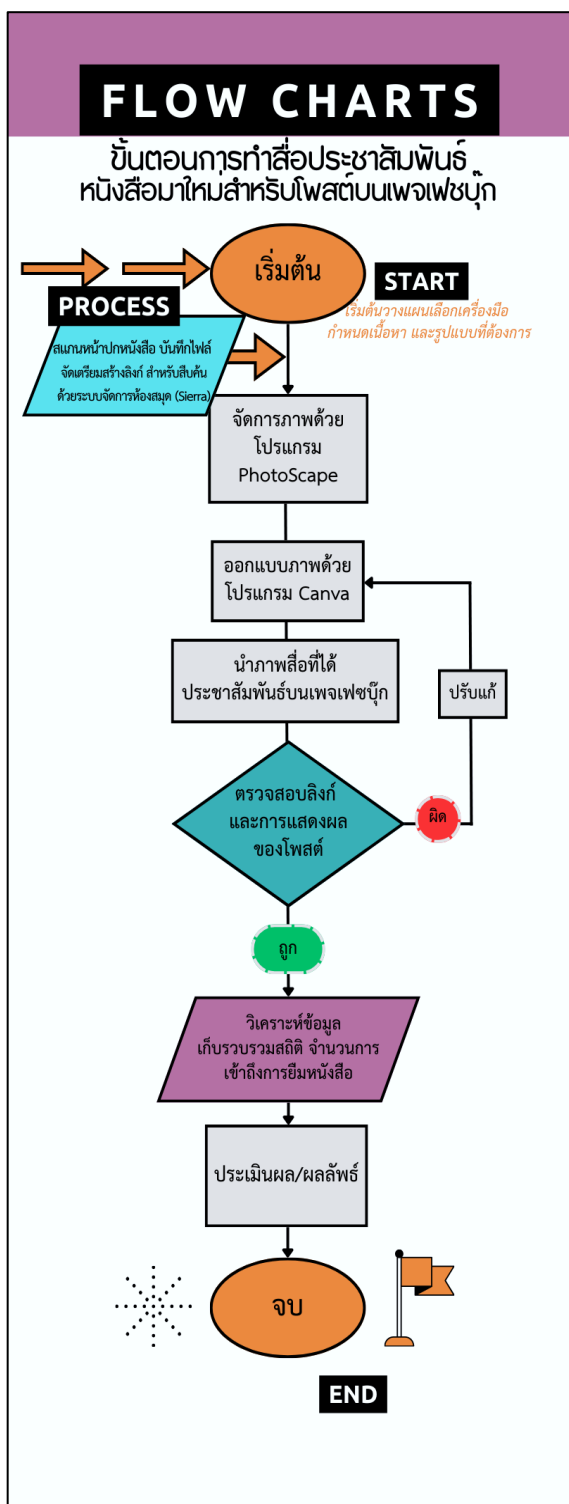 FLOW CHARTS
ขั้นตอนการทำสื่อประชาสัมพันธ์
หนังสือมาใหม่สำหรับโพสต์บนเพจเฟซบุ๊ก
เริ่มต้น
START
เริ่มต้นวางแผนเลือกเครื่องมือ
กำหนดเนื้อหา และรูปแบบที่ต้องการ
PROCESS
สแกนหน้าปกหนังสือ บันทึกไฟล์
จัดเตรียมสร้างลิงก์ สำหรับสืบค้น
ด้วยระบบจัดการห้องสมุด (Sierra)
จัดการภาพด้วย
โปรแกรม
PhotoScape
ออกแบบภาพด้วย
โปรแกรม Canva
นำภาพสื่อที่ได้
ประชาสัมพันธ์บนเพจเฟซบุ๊ก
ปรับแก้
ตรวจสอบลิงก์
และการแสดงผล
ของโพสต์
ผิด
ถูก
วิเคราะห์ข้อมูล
เก็บรวบรวมสถิติ จำนวนการ
เข้าถึงการยืมหนังสือ
ประเมินผล/ผลลัพธ์
จบ
END